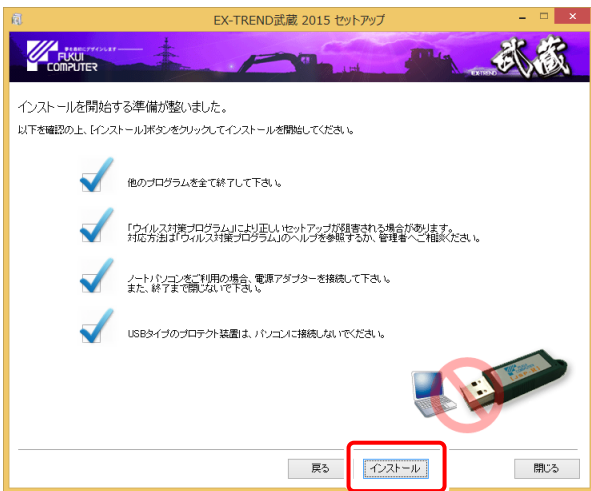 EX-TREND武蔵 2015 セットアップ
FUKUI
COMPUTER
EX-TREND
武蔵
インストールを開始する準備が整いました。
以下を確認の上、[インストール]ボタンをクリックしてインストールを開始してください。
他のプログラムを全て終了して下さい。
「ウイルス対策プログラム」により正しいセットアップが阻害される場合があります。
対応方法は「ウィルス対策プログラム」のヘルプを参照するか、管理者へご相談ください。
ノートパソコンをご利用の場合、電源アダプターを接続して下さい。
また、終了まで閉じないで下さい。
USBタイプのプロテクト装置は、パソコンに接続しないでください。
戻る
インストール
閉じる